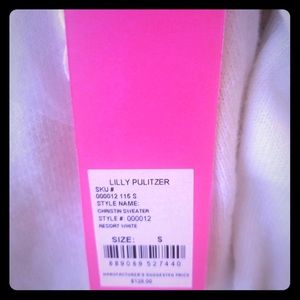 LILLY PULITZER
SKU #
000012 115 S
STYLE NAME:
CHRISTIN SWEATER
STYLE #: 000012
RESORT WHITE
SIZE: S
889069 527440
MANUFACTURER'S SUGGESTED PRICE
$128.00